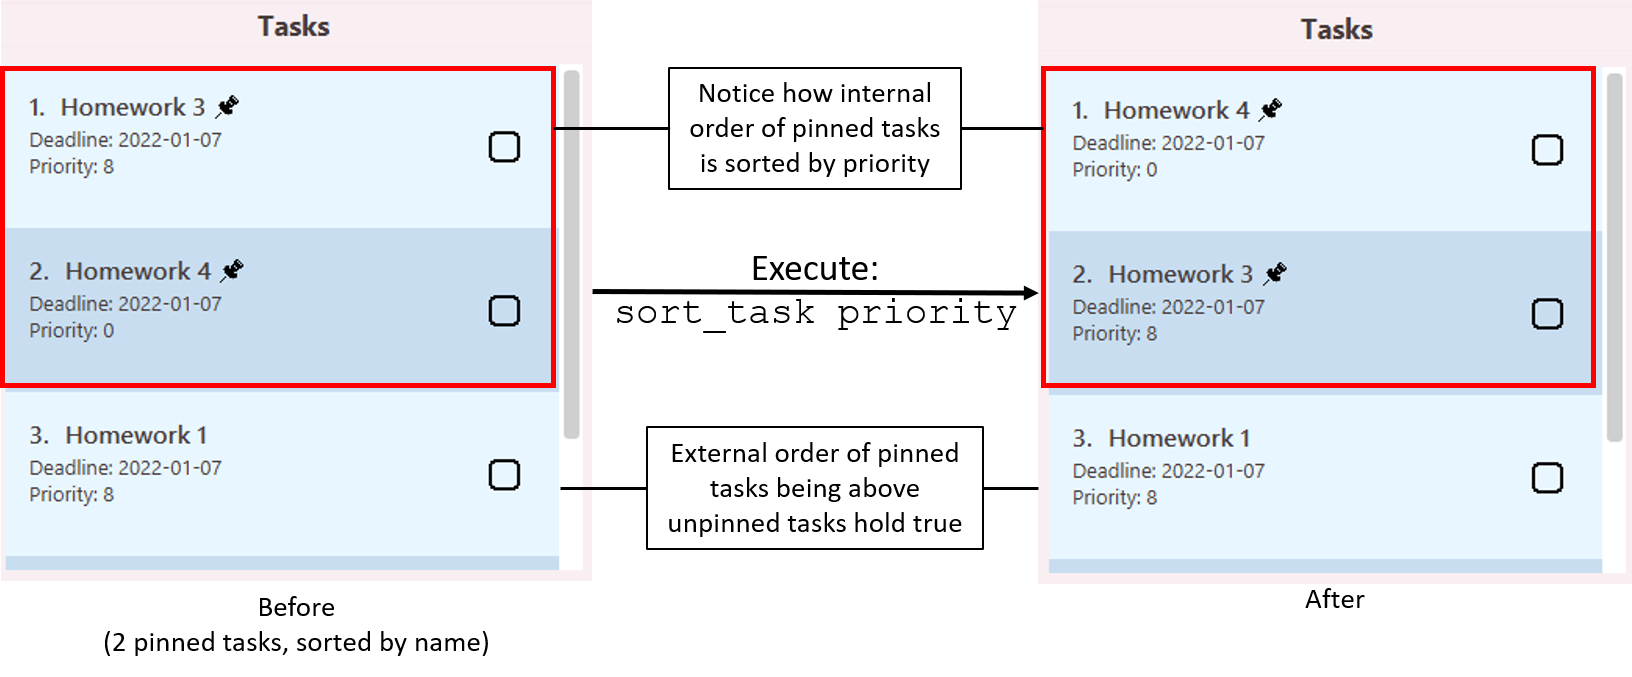 Tasks
1. Homework 3
Deadline: 2022-01-07
Priority: 8
2. Homework 4
Deadline: 2022-01-07
Priority: 0
3. Homework 1
Deadline: 2022-01-07
Priority: 8
Before
(2 pinned tasks, sorted by name)
Notice how internal
order of pinned tasks
is sorted by priority
Execute:
sort_task priority
External order of pinned
tasks being above
unpinned tasks hold true
Tasks
1. Homework 4
Deadline: 2022-01-07
Priority: 0
2. Homework 3
Deadline: 2022-01-07
Priority: 8
3. Homework 1
Deadline: 2022-01-07
Priority: 8
After